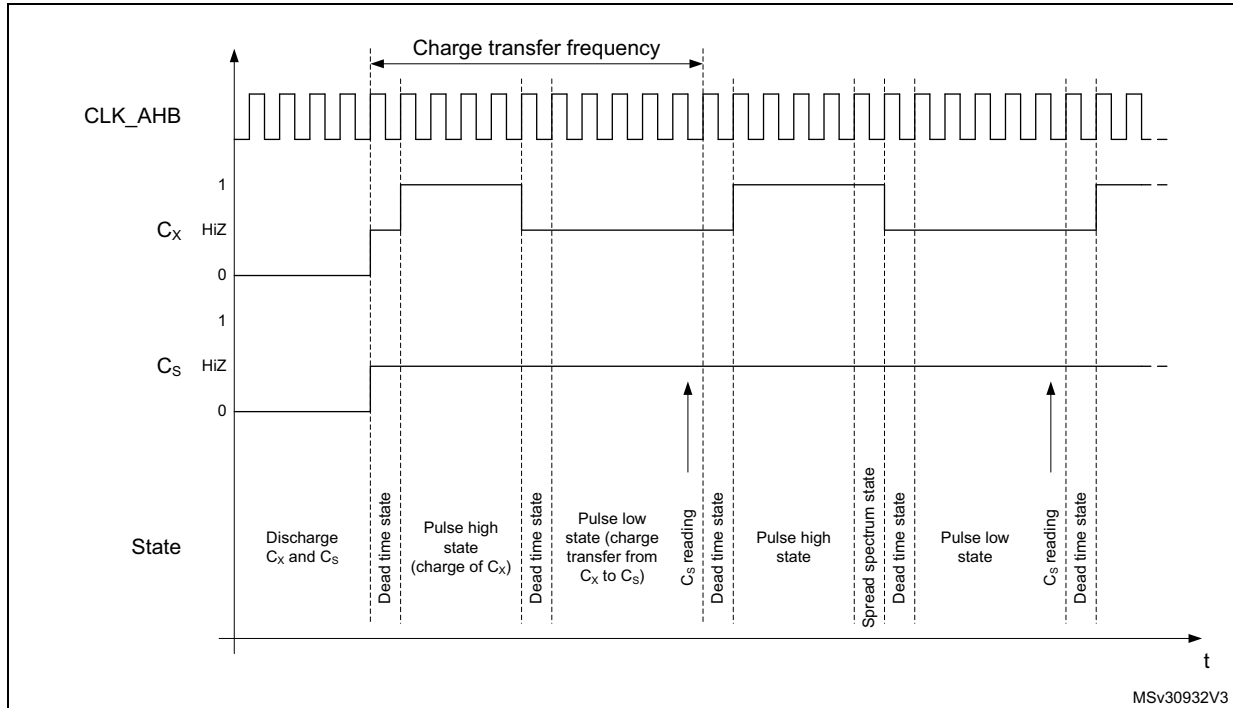 Charge transfer frequency
CLK_AHB
1
CX HiZ
0
1
CS HiZ
0
State
Discharge
CX and CS
Dead time state
Pulse high
state
(charge of CX)
Dead time state
Pulse low
state (charge
transfer from
CX to CS)
CS reading
Dead time state
Pulse high
state
Spread spectrum state
Dead time state
Pulse low
state
CS reading
Dead time state
t
MSv30932V3